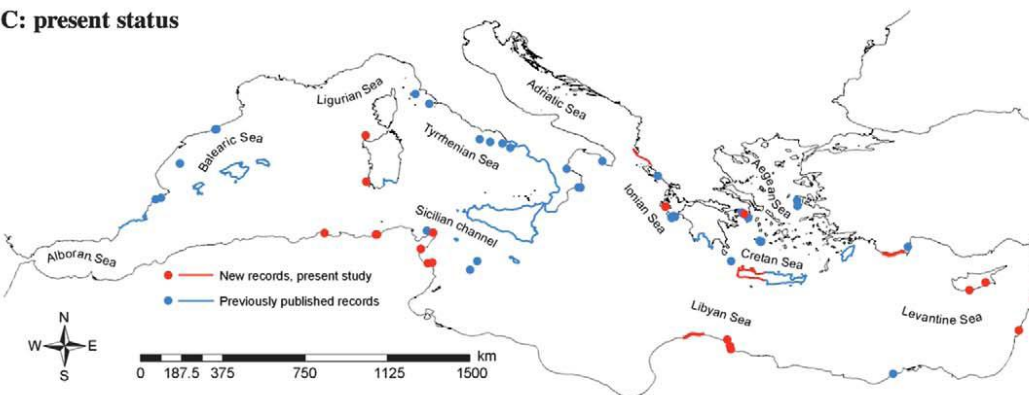 C: present status
Ligurian Sea
Adriatic Sea
Balearic Sea
Tyrrhenian Sea
Aegean Sea
Ionian Sea
Sicilian channel
Alboran Sea
Cretan Sea
New records, present study
Previously published records
Libyan Sea
Levantine Sea
N
W E
S
km
0 187.5 375 750 1125 1500